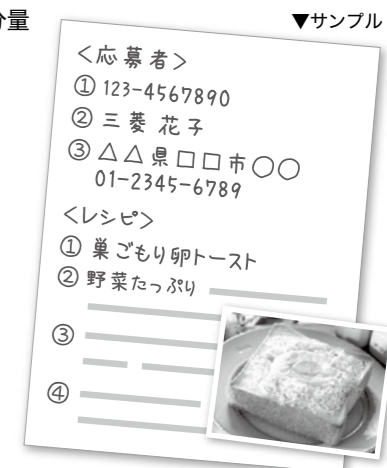 分量
▼サンプル
＜応募者＞
① 123-4567890
② 三菱 花子
③ △△県□□市○○
01-2345-6789
＜レシピ＞
① 巣ごもり卵トースト
② 野菜たっぷり
③
④